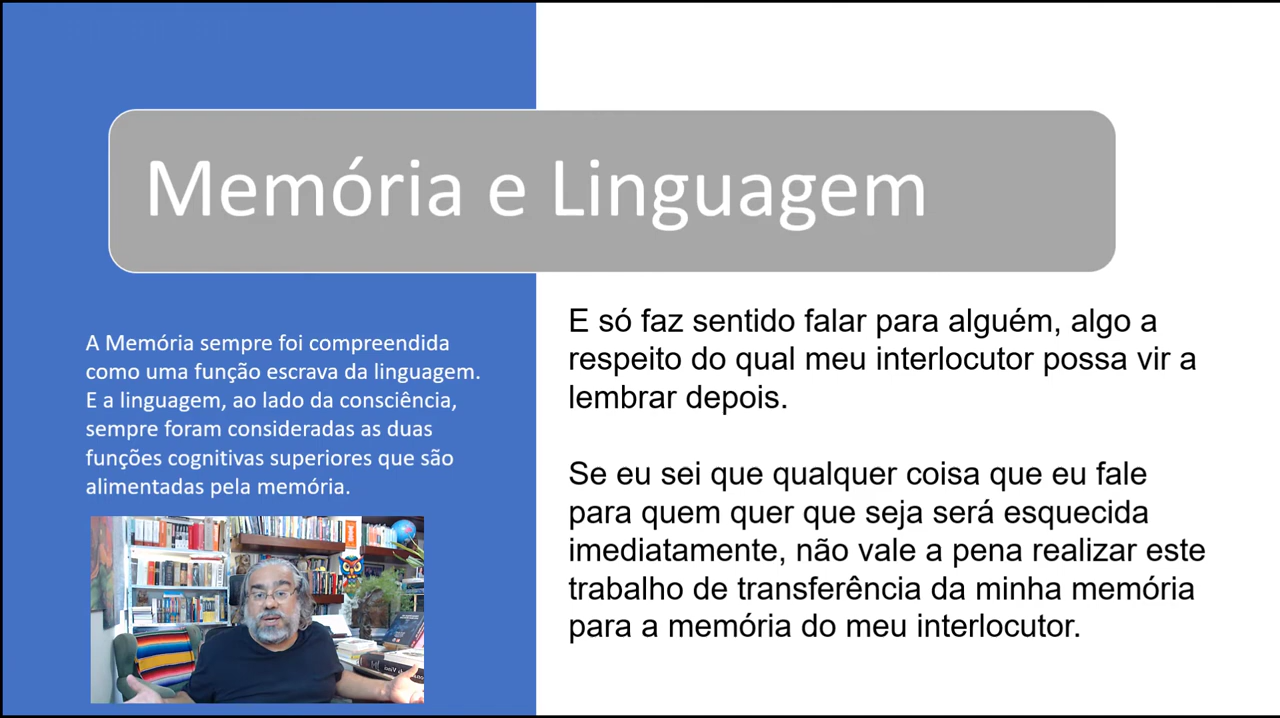 Memória e Linguagem
A Memória sempre foi compreendida
como uma função escrava da linguagem.
E a linguagem, ao lado da consciência,
sempre foram consideradas as duas
funções cognitivas superiores que são
alimentadas pela memória.
E só faz sentido falar para alguém, algo a
respeito do qual meu interlocutor possa vir a
lembrar depois.
Se eu sei que qualquer coisa que eu fale
para quem quer que seja será esquecida
imediatamente, não vale a pena realizar este
trabalho de transferência da minha memória
para a memória do meu interlocutor.